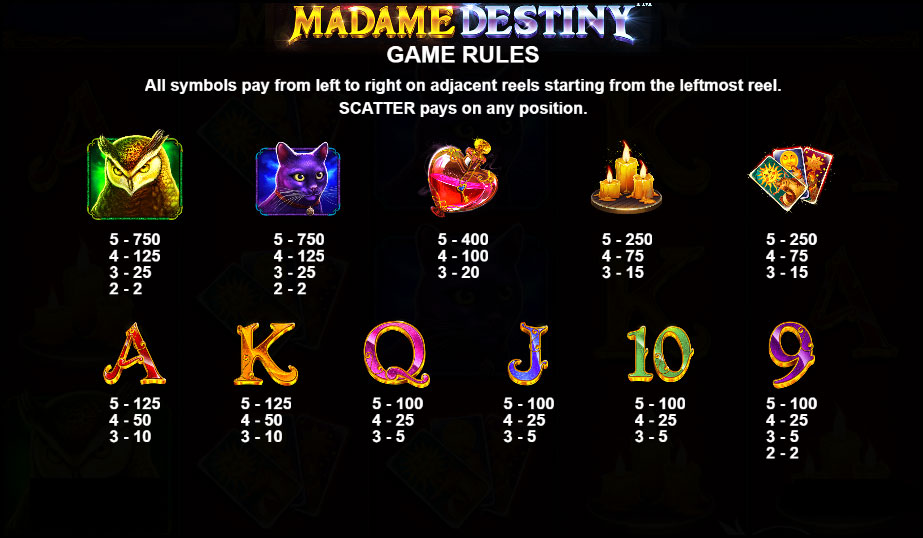 MADAME DESTINY™
GAME RULES
All symbols pay from left to right on adjacent reels starting from the leftmost reel.
SCATTER pays on any position.
5 - 750 5 - 750 5 - 400 5 - 250 5 - 250
4 - 125 4 - 125 4 - 100 4 - 75 4 - 75
3 - 25 3 - 25 3 - 20 3 - 15 3 - 15
2 - 2 2 - 2
A K Q J 10 9
5 - 125 5 - 125 5 - 100 5 - 100 5 - 100 5 - 100
4 - 50 4 - 50 4 - 25 4 - 25 4 - 25 4 - 25
3 - 10 3 - 10 3 - 5 3 - 5 3 - 5 3 - 5
2 - 2